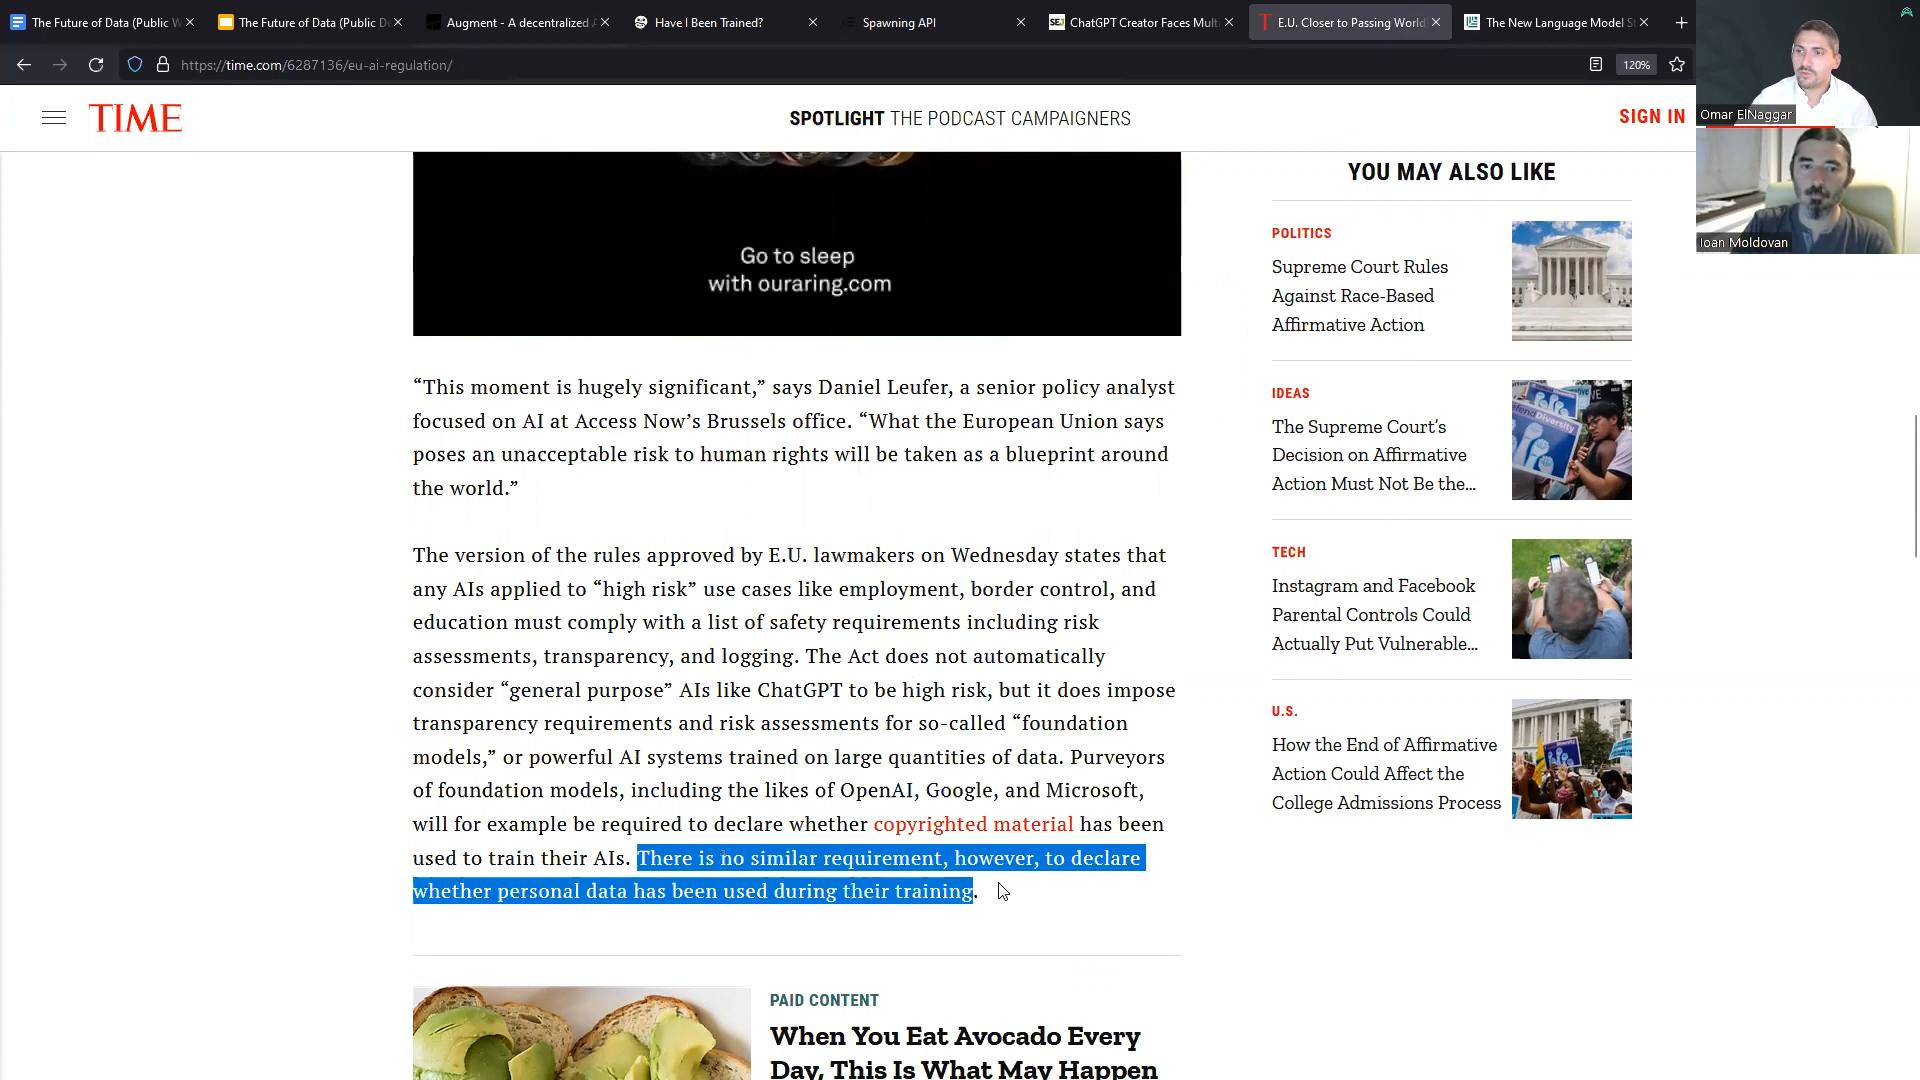 The Future of Data (Public W
The Future of Data (Public De
Augment - A decentralized A
Have I Been Trained?
Spawning API
SEJ
ChatGPT Creator Faces Multi
T
E.U. Closer to Passing World
The New Language Model St
https://time.com/6287136/eu-ai-regulation/
120%
TIME
SPOTLIGHT THE PODCAST CAMPAIGNERS
SIGN IN
Omar ElNaggar
Ioan Moldovan
Go to sleep
with ouraring.com
“This moment is hugely significant,” says Daniel Leufer, a senior policy analyst
focused on AI at Access Now’s Brussels office. “What the European Union says
poses an unacceptable risk to human rights will be taken as a blueprint around
the world.”
The version of the rules approved by E.U. lawmakers on Wednesday states that
any AIs applied to “high risk” use cases like employment, border control, and
education must comply with a list of safety requirements including risk
assessments, transparency, and logging. The Act does not automatically
consider “general purpose” AIs like ChatGPT to be high risk, but it does impose
transparency requirements and risk assessments for so-called “foundation
models,” or powerful AI systems trained on large quantities of data. Purveyors
of foundation models, including the likes of OpenAI, Google, and Microsoft,
will for example be required to declare whether copyrighted material has been
used to train their AIs. There is no similar requirement, however, to declare
whether personal data has been used during their training.
PAID CONTENT
When You Eat Avocado Every
Day, This Is What May Happen
YOU MAY ALSO LIKE
POLITICS
Supreme Court Rules
Against Race-Based
Affirmative Action
IDEAS
The Supreme Court’s
Decision on Affirmative
Action Must Not Be the...
Defend
Diversity
TECH
Instagram and Facebook
Parental Controls Could
Actually Put Vulnerable...
U.S.
How the End of Affirmative
Action Could Affect the
College Admissions Process